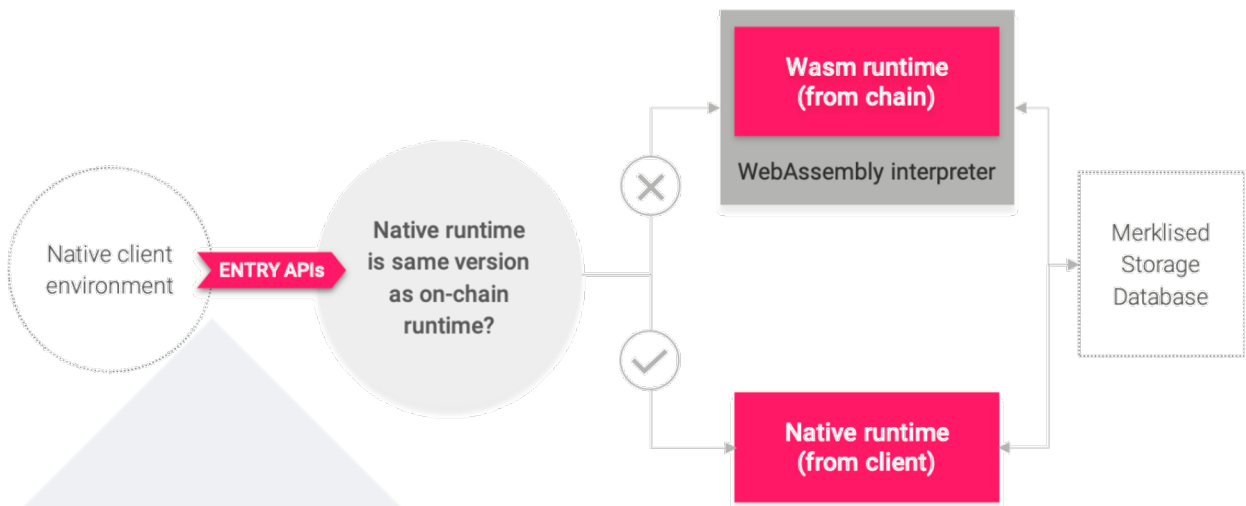 Native client
environment
ENTRY APIs
Native runtime
is same version
as on-chain
runtime?
Wasm runtime
(from chain)
WebAssembly interpreter
Native runtime
(from client)
Merklised
Storage
Database